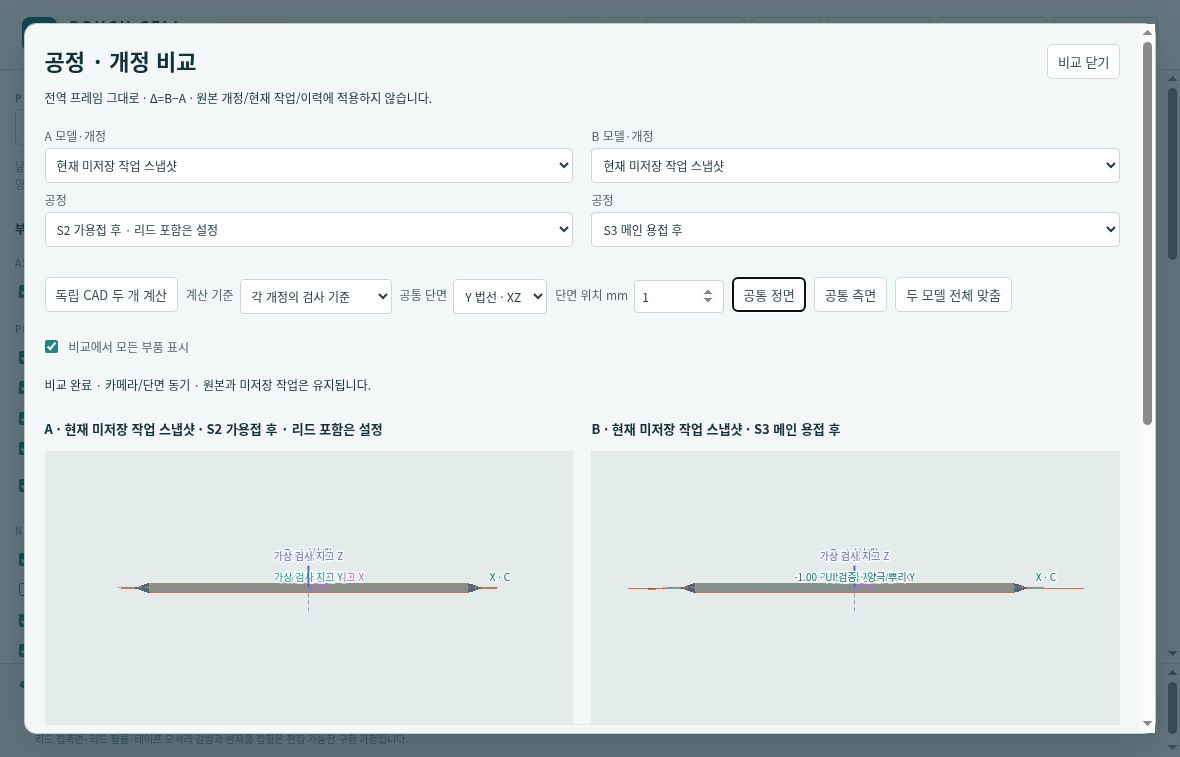 공정 · 개정 비교
비교 닫기
전역 프레임 그대로 · Δ=B−A · 원본 개정/현재 작업/이력에 적용하지 않습니다.
A 모델·개정
B 모델·개정
현재 미저장 작업 스냅샷
현재 미저장 작업 스냅샷
공정
공정
S2 가용접 후 · 리드 포함은 설정
S3 메인 용접 후
독립 CAD 두 개 계산
계산 기준
각 개정의 검사 기준
공통 단면
Y 법선 · XZ
단면 위치 mm
1
공통 정면
공통 측면
두 모델 전체 맞춤
비교에서 모든 부품 표시
비교 완료 · 카메라/단면 동기 · 원본과 미저장 작업은 유지됩니다.
A · 현재 미저장 작업 스냅샷 · S2 가용접 후 · 리드 포함은 설정
B · 현재 미저장 작업 스냅샷 · S3 메인 용접 후
가상 검사 지그 Z
가상 검사 지그 Z
가상 검사 지그
X · C
-1.00
X · C